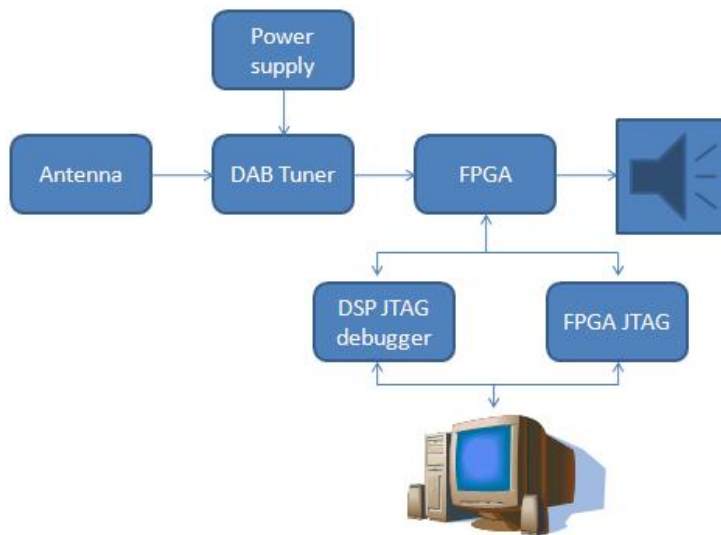 Power
supply
Antenna
DAB Tuner
FPGA
DSP JTAG
debugger
FPGA JTAG